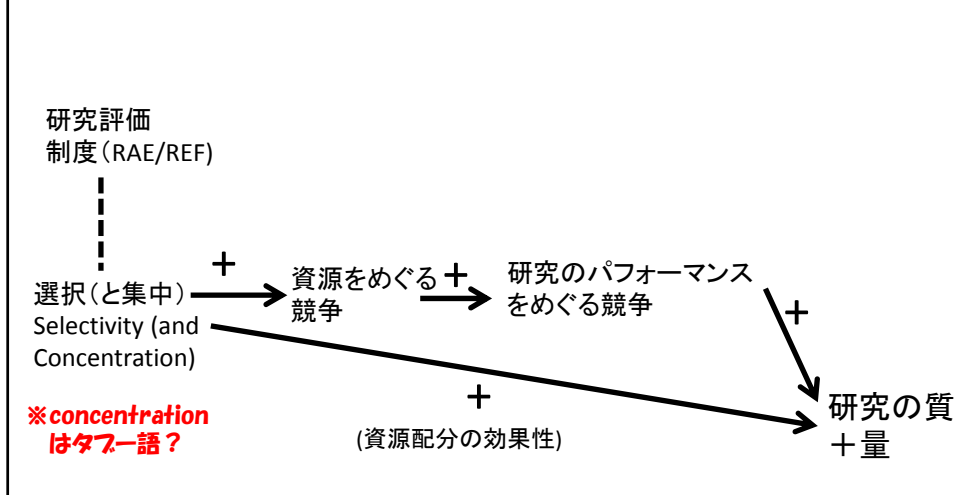 研究評価
制度（RAE/REF)
選択（と集中）
Selectivity (and
Concentration)
※concentration
はタブー語？
＋
資源をめぐる
競争
＋
研究のパフォーマンス
をめぐる競争
＋
＋
(資源配分の効果性)
研究の質
＋量